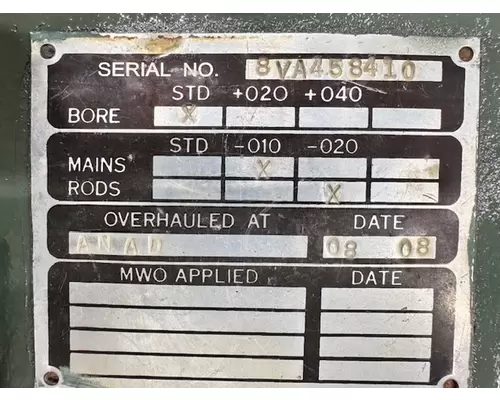 SERIAL NO. 8VA458410
STD +020 +040
BORE X
STD -010 -020
MAINS X
RODS X
OVERHAULED AT DATE
ANAD 08 08
MWO APPLIED DATE